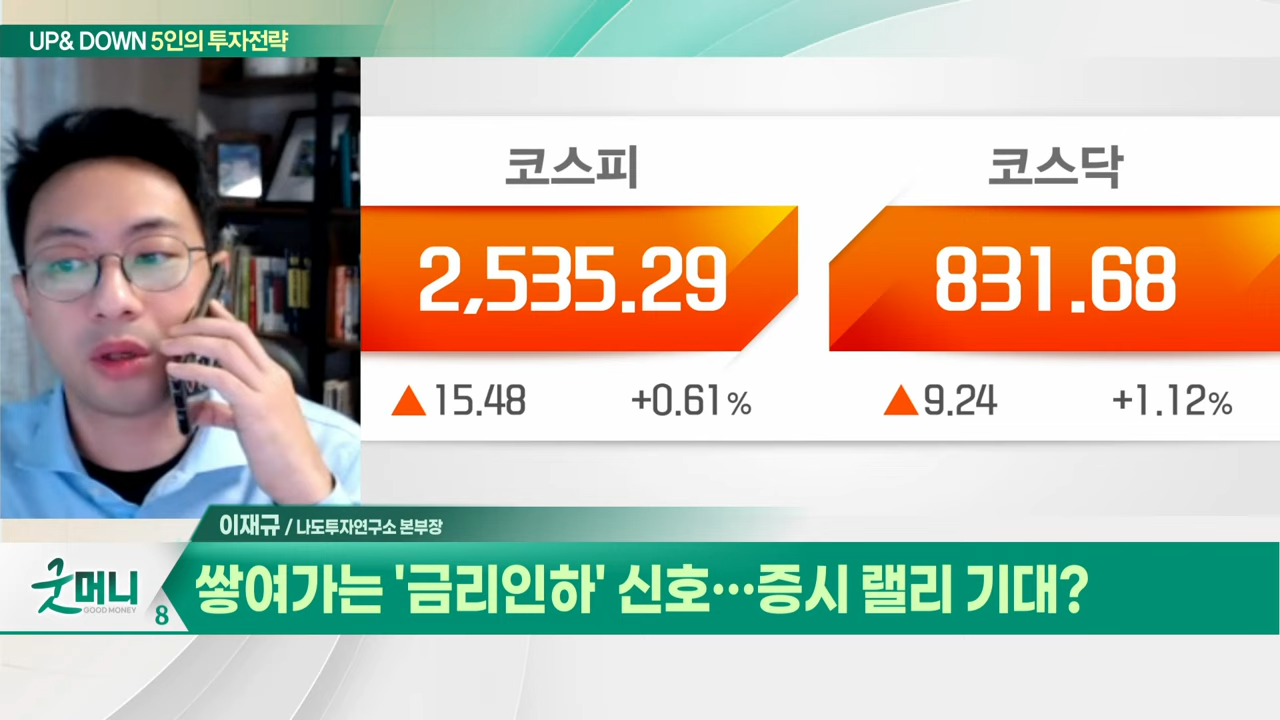 UP& DOWN 5인의 투자전략
코스피
코스닥
2,535.29
831.68
▲15.48 +0.61%
▲9.24 +1.12%
이재규 / 나도투자연구소 본부장
굿머니
GOOD MONEY
8
쌓여가는 '금리인하' 신호…증시 랠리 기대?